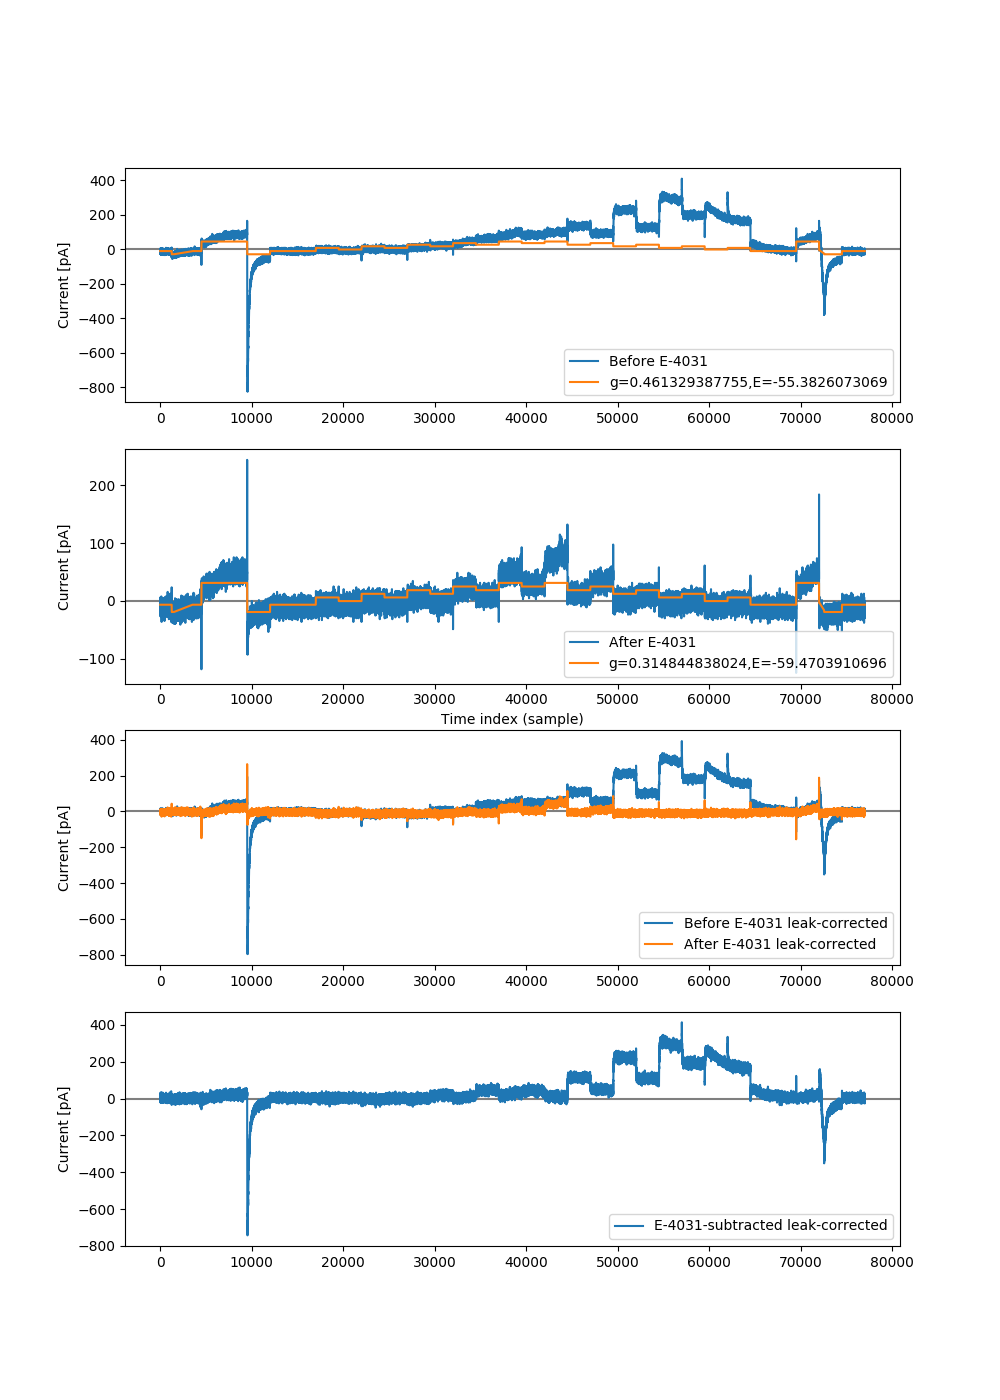 400
200
0
−200
−400
−600
−800
Current [pA]
Before E-4031
g=0.461329387755,E=-55.3826073069
0 10000 20000 30000 40000 50000 60000 70000 80000
200
100
0
−100
Current [pA]
After E-4031
g=0.314844838024,E=-59.4703910696
0 10000 20000 30000 40000 50000 60000 70000 80000
Time index (sample)
400
200
0
−200
−400
−600
−800
Current [pA]
Before E-4031 leak-corrected
After E-4031 leak-corrected
0 10000 20000 30000 40000 50000 60000 70000 80000
400
200
0
−200
−400
−600
−800
Current [pA]
E-4031-subtracted leak-corrected
0 10000 20000 30000 40000 50000 60000 70000 80000